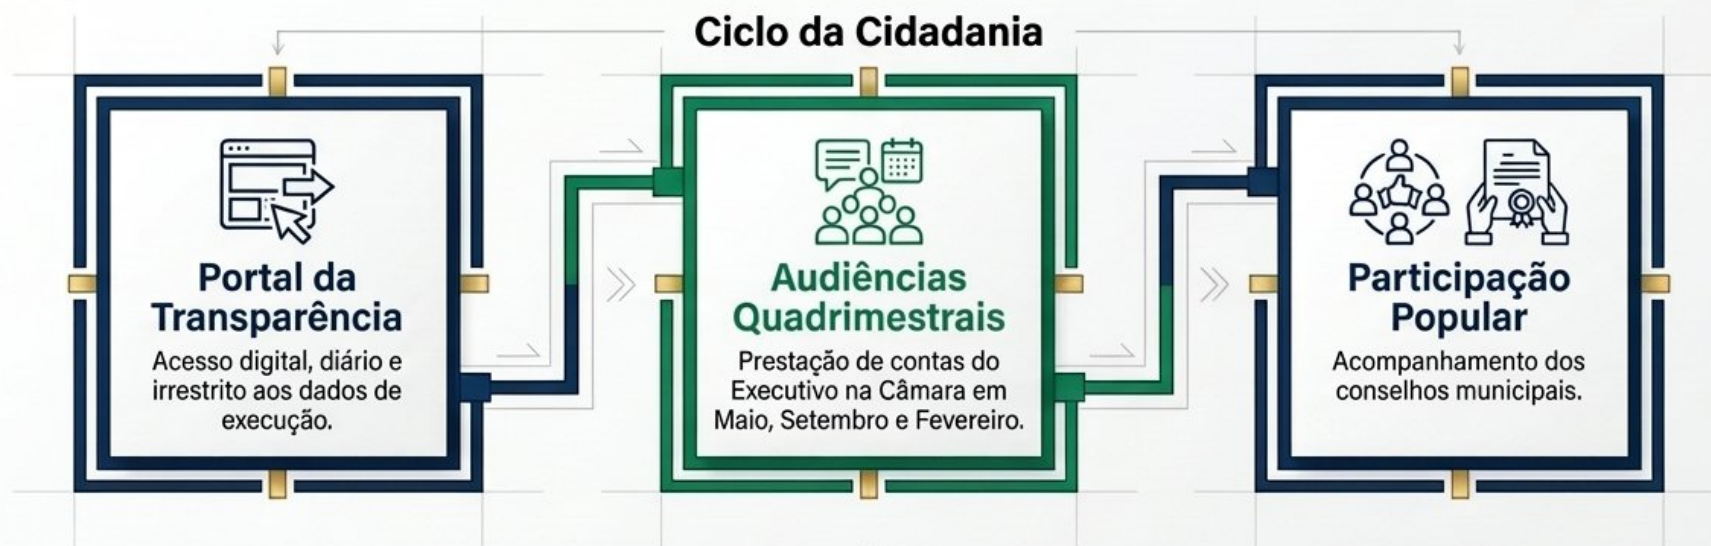 Ciclo da Cidadania
Portal da
Transparência
Acesso digital, diário e
irrestrito aos dados de
execução.
Audiências
Quadrimestrais
Prestação de contas do
Executivo na Câmara em
Maio, Setembro e Fevereiro.
Participação
Popular
Acompanhamento dos
conselhos municipais.